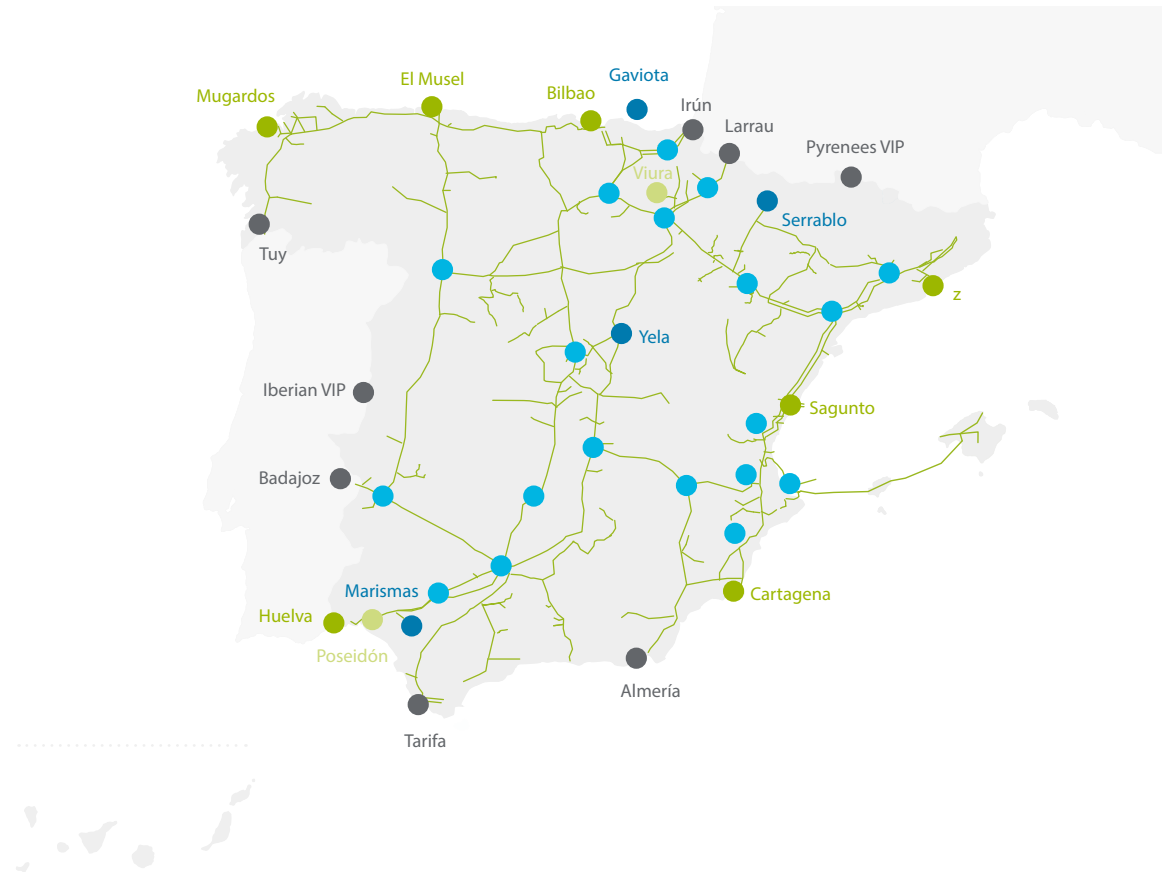 Gaviota
El Musel
Bilbao
Mugardos
Irún
Larrau
Pyrenees VIP
Viura
Serrablo
Tuy
z
Yela
Iberian VIP
Sagunto
Badajoz
Marismas
Cartagena
Huelva
Poseidón
Almería
Tarifa